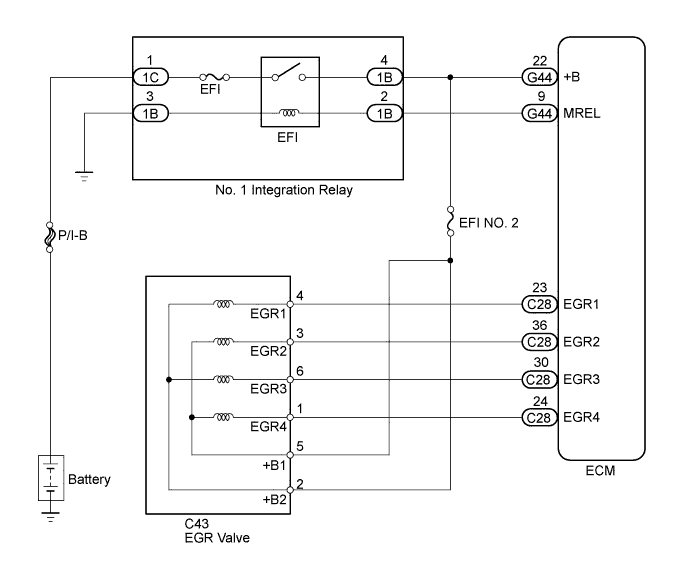 1
4
22
1C
EFI
1B
G44
+B
3
2
9
1B
1B
G44
MREL
EFI
No. 1 Integration Relay
P/I-B
EFI NO. 2
4
23
EGR1
C28
EGR1
3
36
EGR2
C28
EGR2
6
30
EGR3
C28
EGR3
1
24
EGR4
C28
EGR4
5
+B1
ECM
2
Battery
+B2
C43
EGR Valve